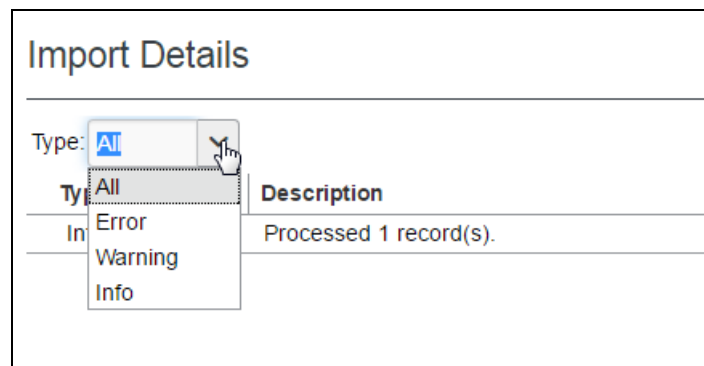 Import Details
Type: All
All
Error
Warning
Info
Description
Processed 1 record(s).